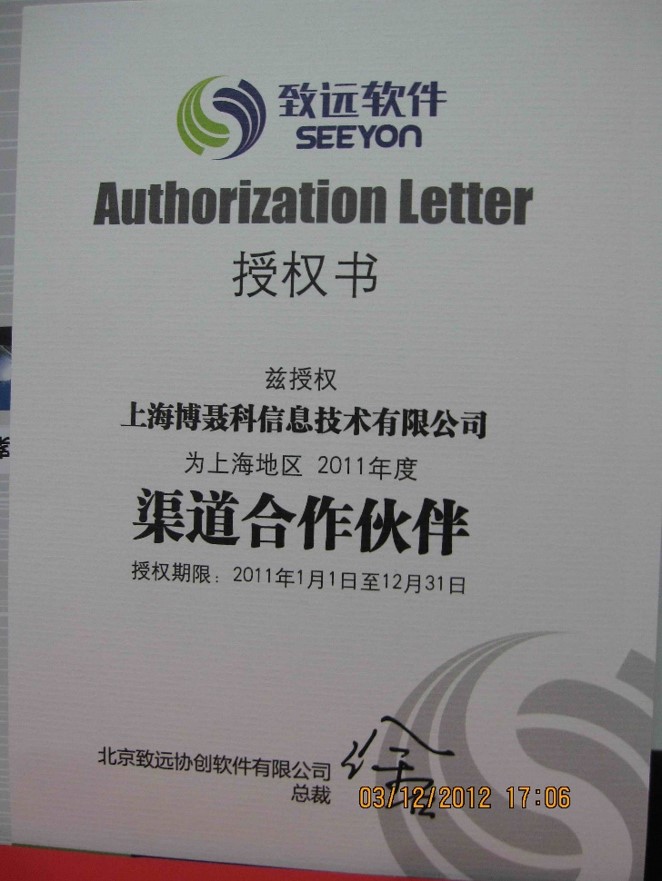 致远软件
SEEYON
Authorization Letter
授权书
兹授权
上海博聂科信息技术有限公司
为上海地区 2011年度
渠道合作伙伴
授权期限：2011年1月1日至12月31日
北京致远协创软件有限公司
总裁
03/12/2012 17:06